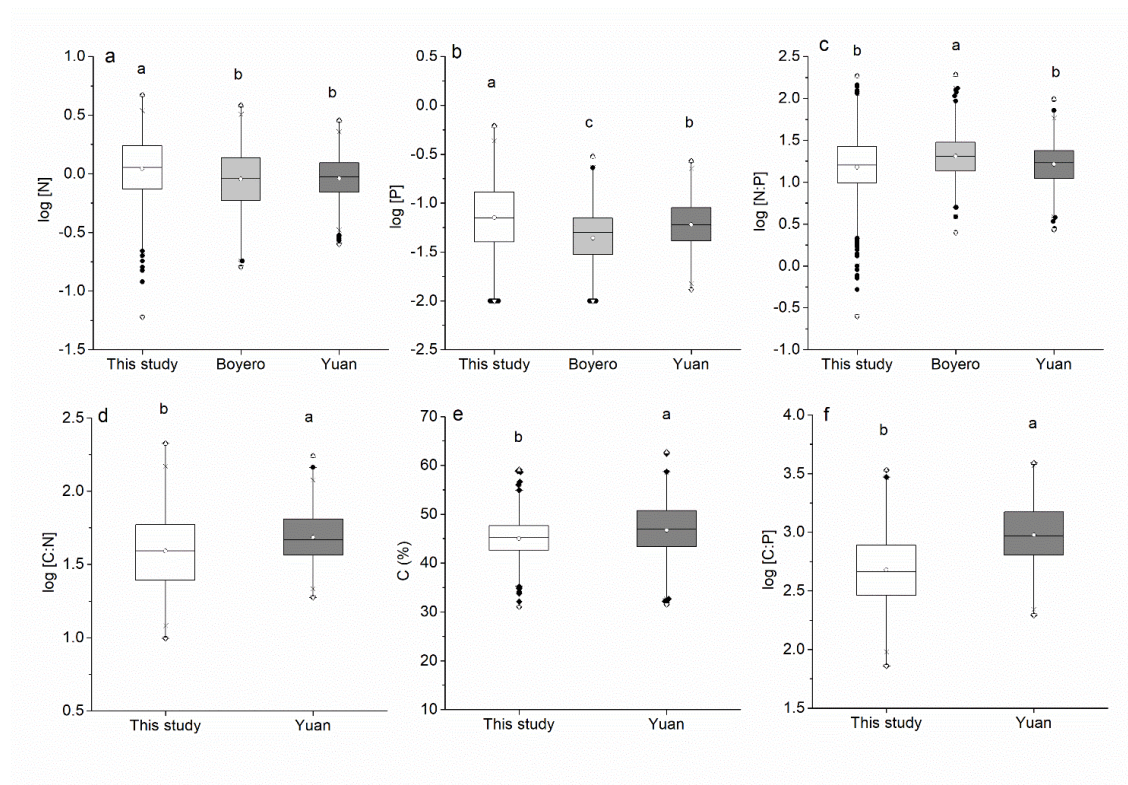 a
a
b
b
log [N]
1.0
0.5
0.0
-0.5
-1.0
-1.5
This study
Boyero
Yuan
b
a
c
b
log [P]
0.5
0.0
-0.5
-1.0
-1.5
-2.0
-2.5
This study
Boyero
Yuan
c
b
a
b
log [N:P]
2.5
2.0
1.5
1.0
0.5
0.0
-0.5
-1.0
This study
Boyero
Yuan
d
b
a
log [C:N]
2.5
2.0
1.5
1.0
0.5
This study
Yuan
e
b
a
C (%)
70
60
50
40
30
20
10
This study
Yuan
f
b
a
log [C:P]
4.0
3.5
3.0
2.5
2.0
1.5
This study
Yuan